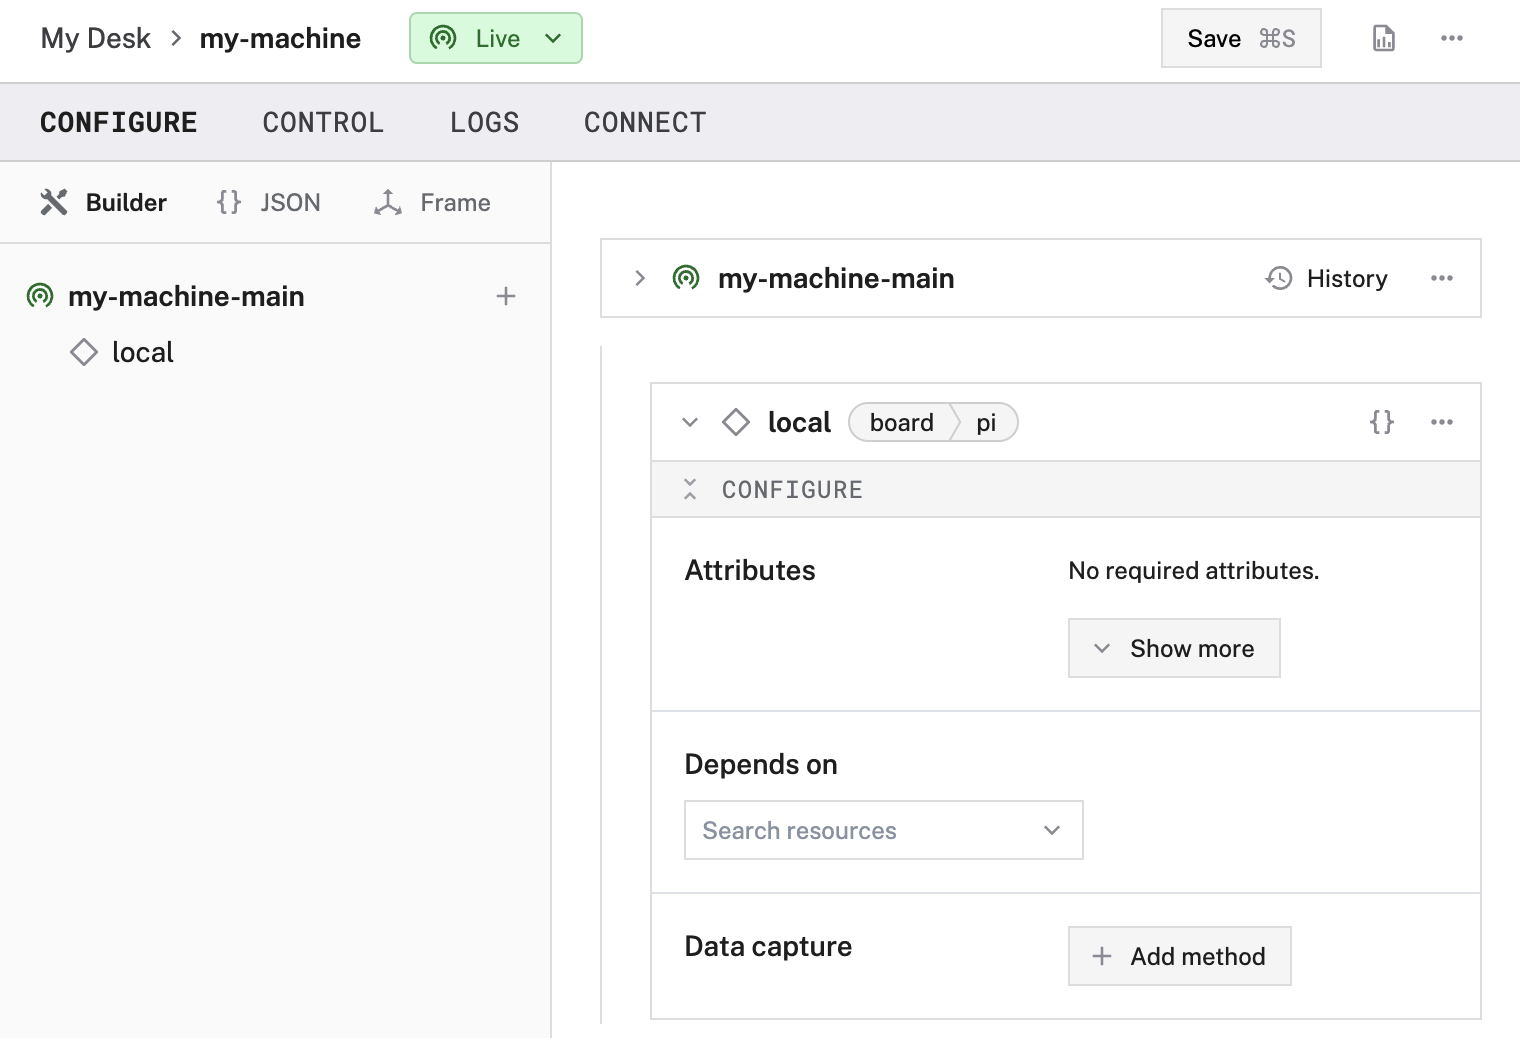 My Desk > my-machine Live Save ⌘S
CONFIGURE CONTROL LOGS CONNECT
Builder {} JSON Frame
my-machine-main
local
my-machine-main History
local board pi {}
CONFIGURE
Attributes No required attributes.
Show more
Depends on
Search resources
Data capture Add method